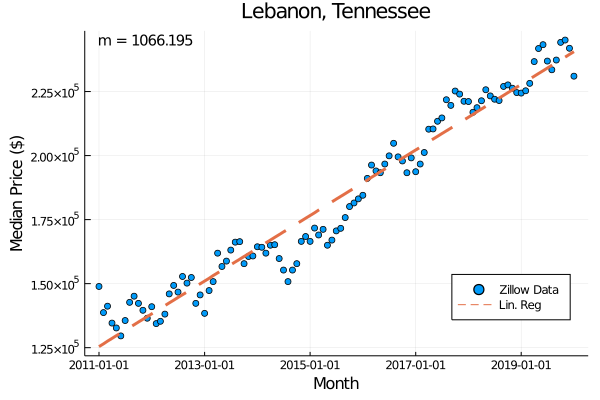 Lebanon, Tennessee
m = 1066.195
Median Price ($)
2.25×10⁵
2.00×10⁵
1.75×10⁵
1.50×10⁵
1.25×10⁵
Zillow Data
Lin. Reg
2011-01-01 2013-01-01 2015-01-01 2017-01-01 2019-01-01
Month